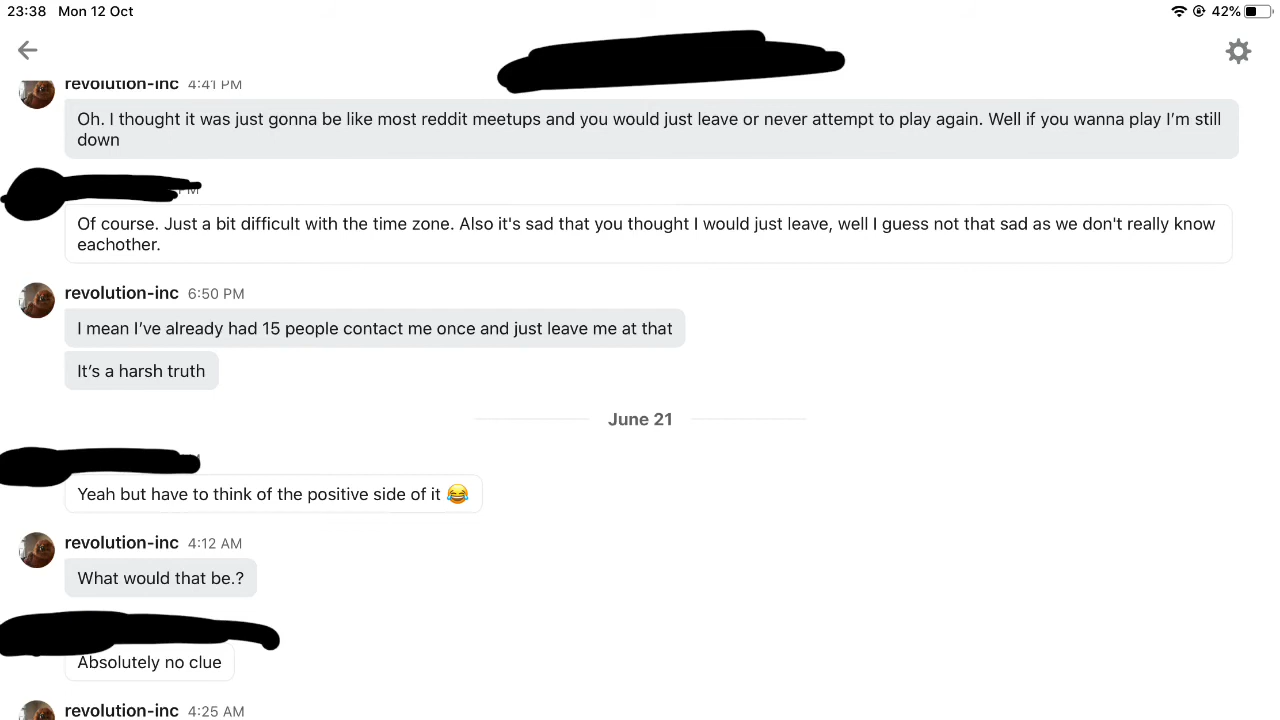 23:38 Mon 12 Oct
42%
revolution-inc 4:41 PM
Oh. I thought it was just gonna be like most reddit meetups and you would just leave or never attempt to play again. Well if you wanna play I’m still
down
PM
Of course. Just a bit difficult with the time zone. Also it's sad that you thought I would just leave, well I guess not that sad as we don't really know
eachother.
revolution-inc 6:50 PM
I mean I’ve already had 15 people contact me once and just leave me at that
It’s a harsh truth
June 21
Yeah but have to think of the positive side of it 😂
revolution-inc 4:12 AM
What would that be.?
Absolutely no clue
revolution-inc 4:25 AM